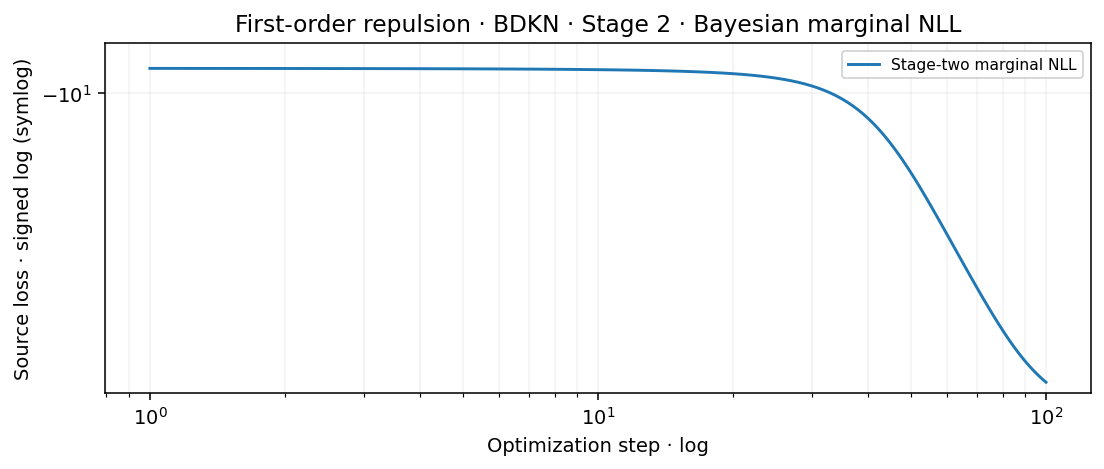 First-order repulsion · BDKN · Stage 2 · Bayesian marginal NLL
Stage-two marginal NLL
Source loss · signed log (symlog)
−10¹
10⁰ 10¹ 10²
Optimization step · log